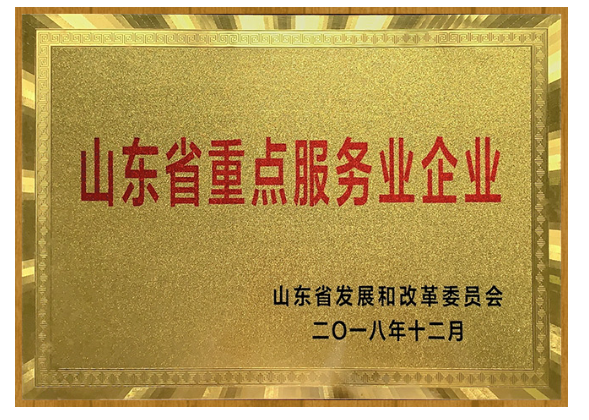 山东省重点服务业企业
山东省发展和改革委员会
二〇一八年十二月